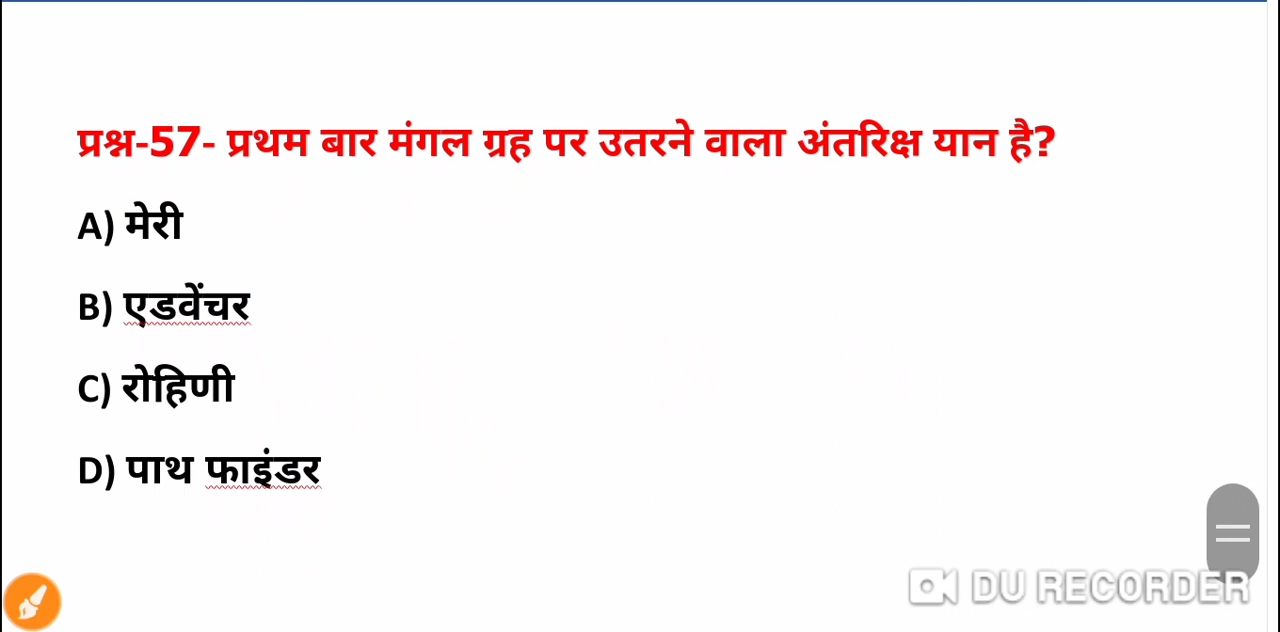 प्रश्न-57- प्रथम बार मंगल ग्रह पर उतरने वाला अंतरिक्ष यान है?
A) मेरी
B) एडवेंचर
C) रोहिणी
D) पाथ फाइंडर
DU RECORDER